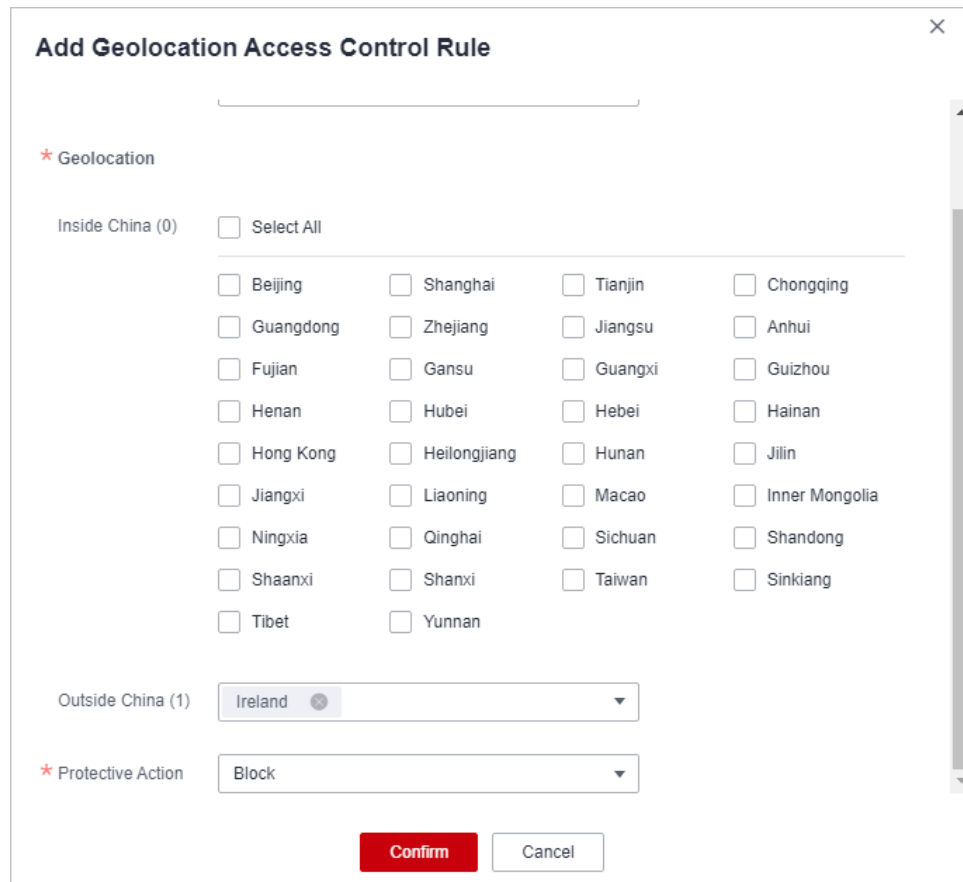 Add Geolocation Access Control Rule
* Geolocation
Inside China (0) Select All
Beijing Shanghai Tianjin Chongqing
Guangdong Zhejiang Jiangsu Anhui
Fujian Gansu Guangxi Guizhou
Henan Hubei Hebei Hainan
Hong Kong Heilongjiang Hunan Jilin
Jiangxi Liaoning Macao Inner Mongolia
Ningxia Qinghai Sichuan Shandong
Shaanxi Shanxi Taiwan Sinkiang
Tibet Yunnan
Outside China (1) Ireland
* Protective Action Block
Confirm Cancel